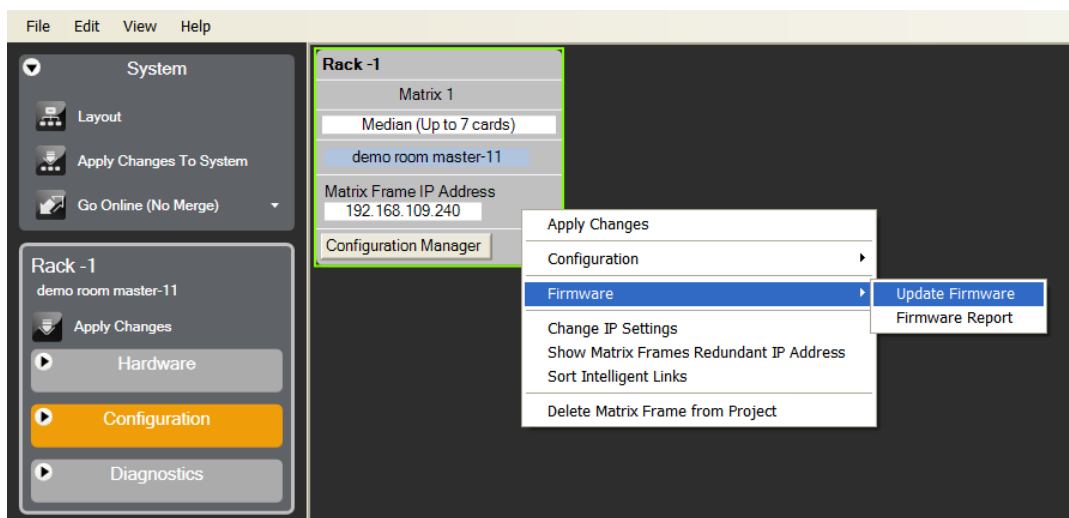 File Edit View Help
System
Layout
Apply Changes To System
Go Online (No Merge)
Rack -1
demo room master-11
Apply Changes
Hardware
Configuration
Diagnostics
Rack -1
Matrix 1
Median (Up to 7 cards)
demo room master-11
Matrix Frame IP Address
192.168.109.240
Configuration Manager
Apply Changes
Configuration
Firmware
Change IP Settings
Show Matrix Frames Redundant IP Address
Sort Intelligent Links
Delete Matrix Frame from Project
Update Firmware
Firmware Report